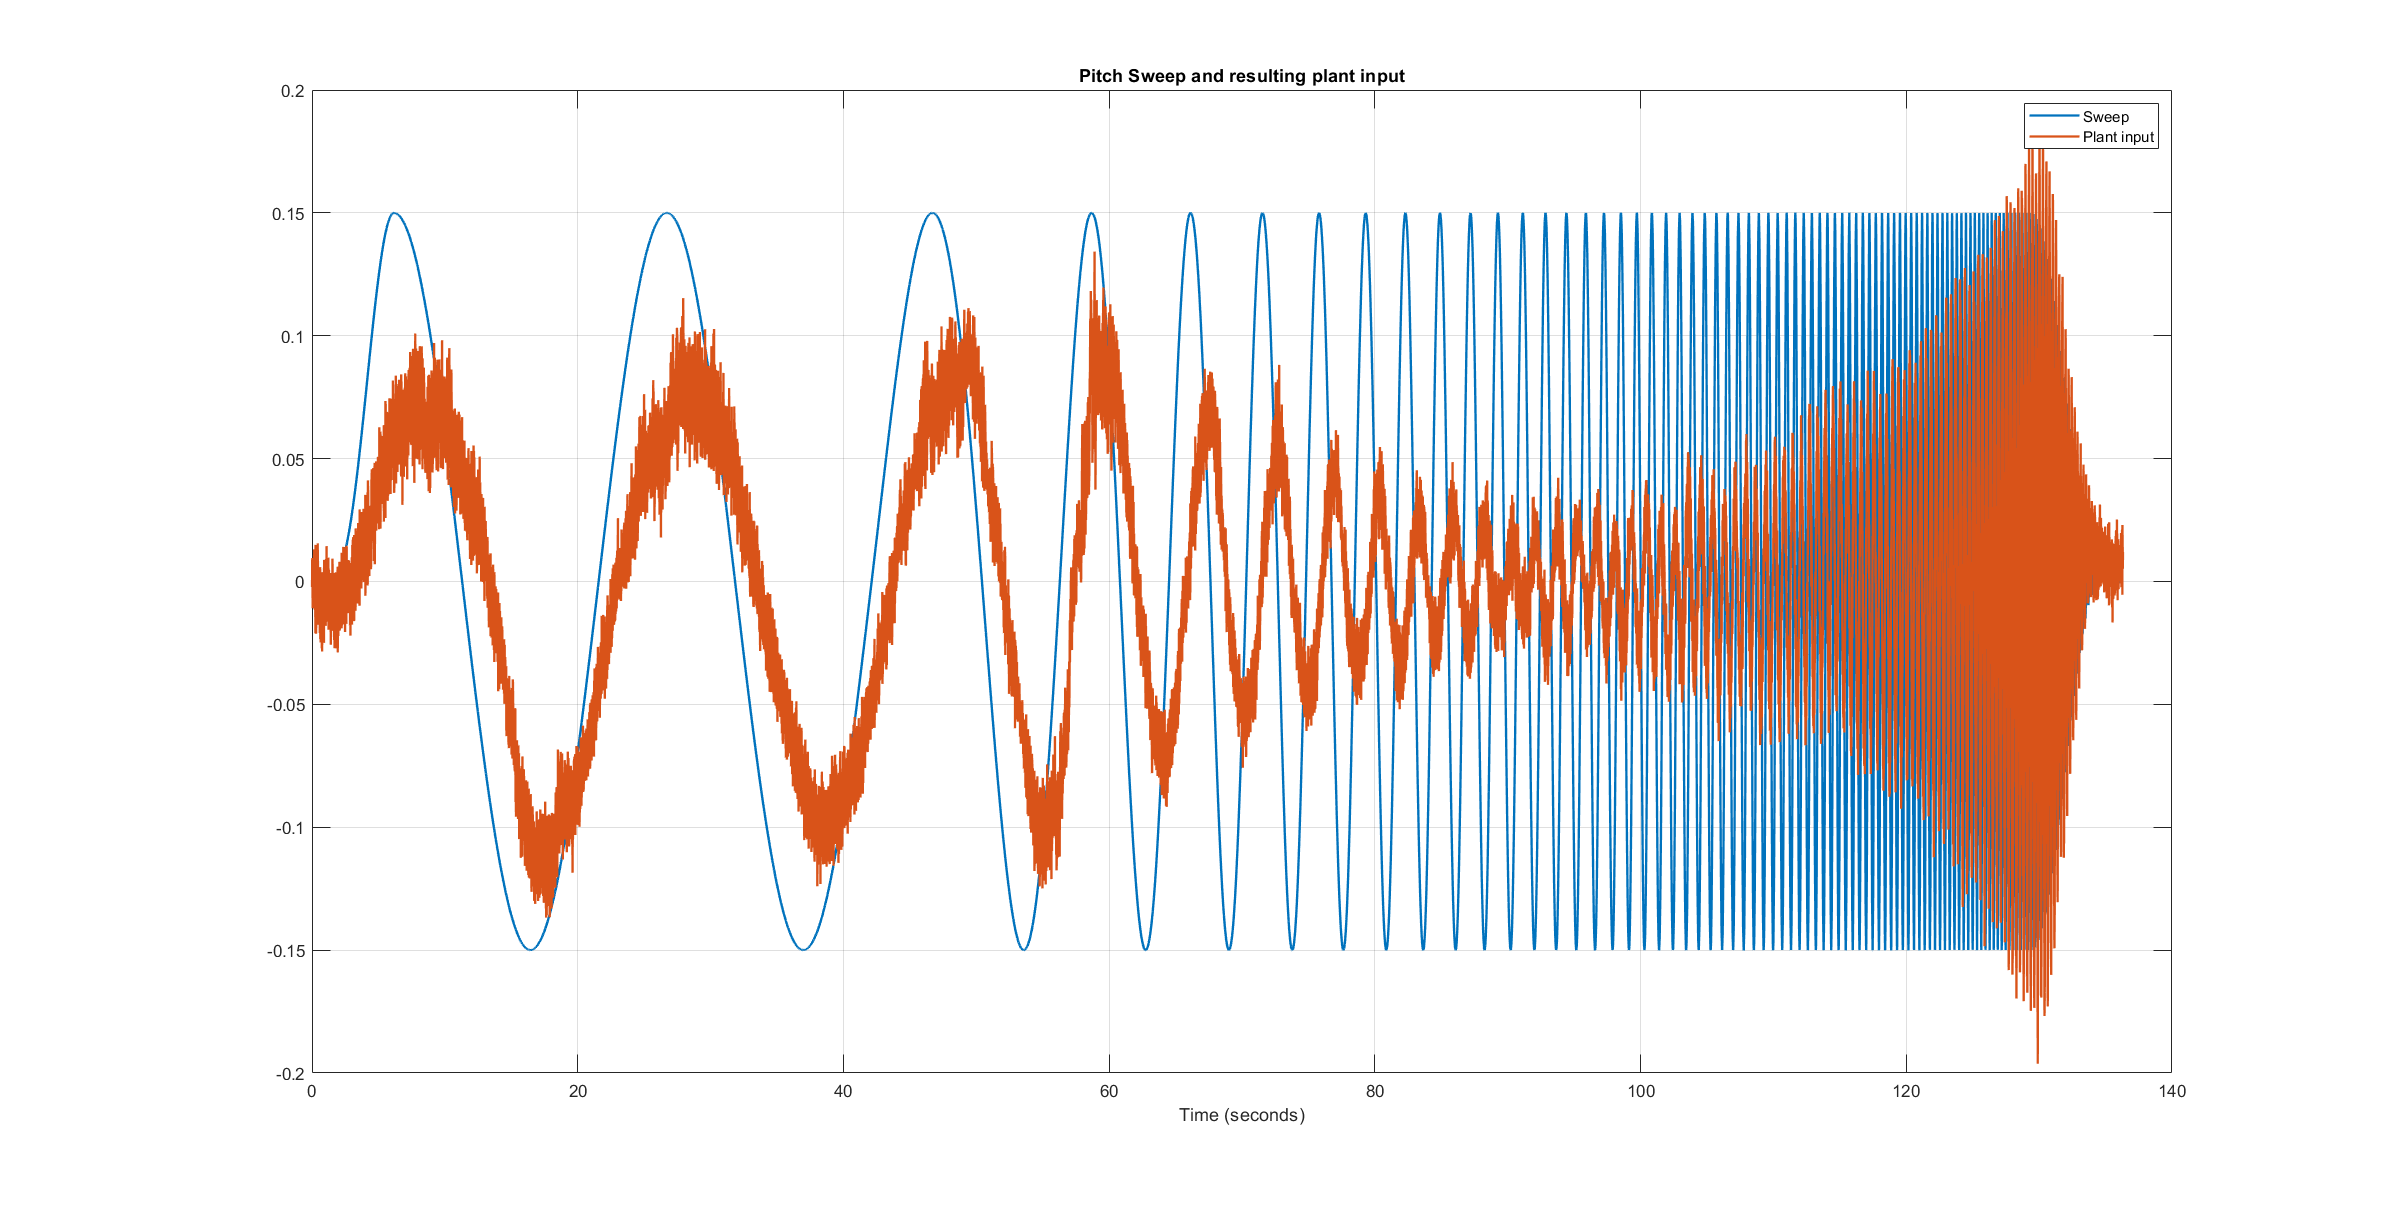 Pitch Sweep and resulting plant input
0.2
0.15
0.1
0.05
0
-0.05
-0.1
-0.15
-0.2
Sweep
Plant input
0 20 40 60 80 100 120 140
Time (seconds)